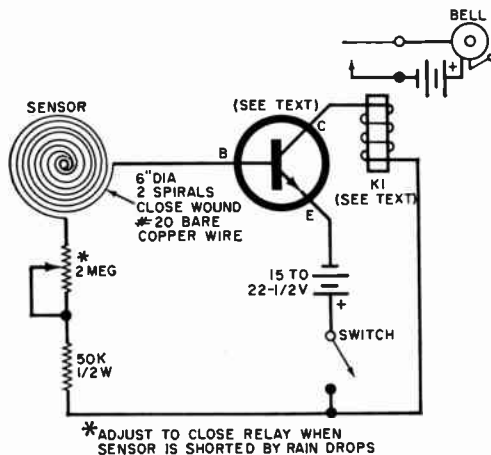 BELL
+
SENSOR
(SEE TEXT)
C
B
E
6"DIA
2 SPIRALS
CLOSE WOUND
#20 BARE
COPPER WIRE
K1
(SEE TEXT)
*
2 MEG
15 TO
22-1/2V
+
SWITCH
50K
1/2W
*ADJUST TO CLOSE RELAY WHEN
SENSOR IS SHORTED BY RAIN DROPS